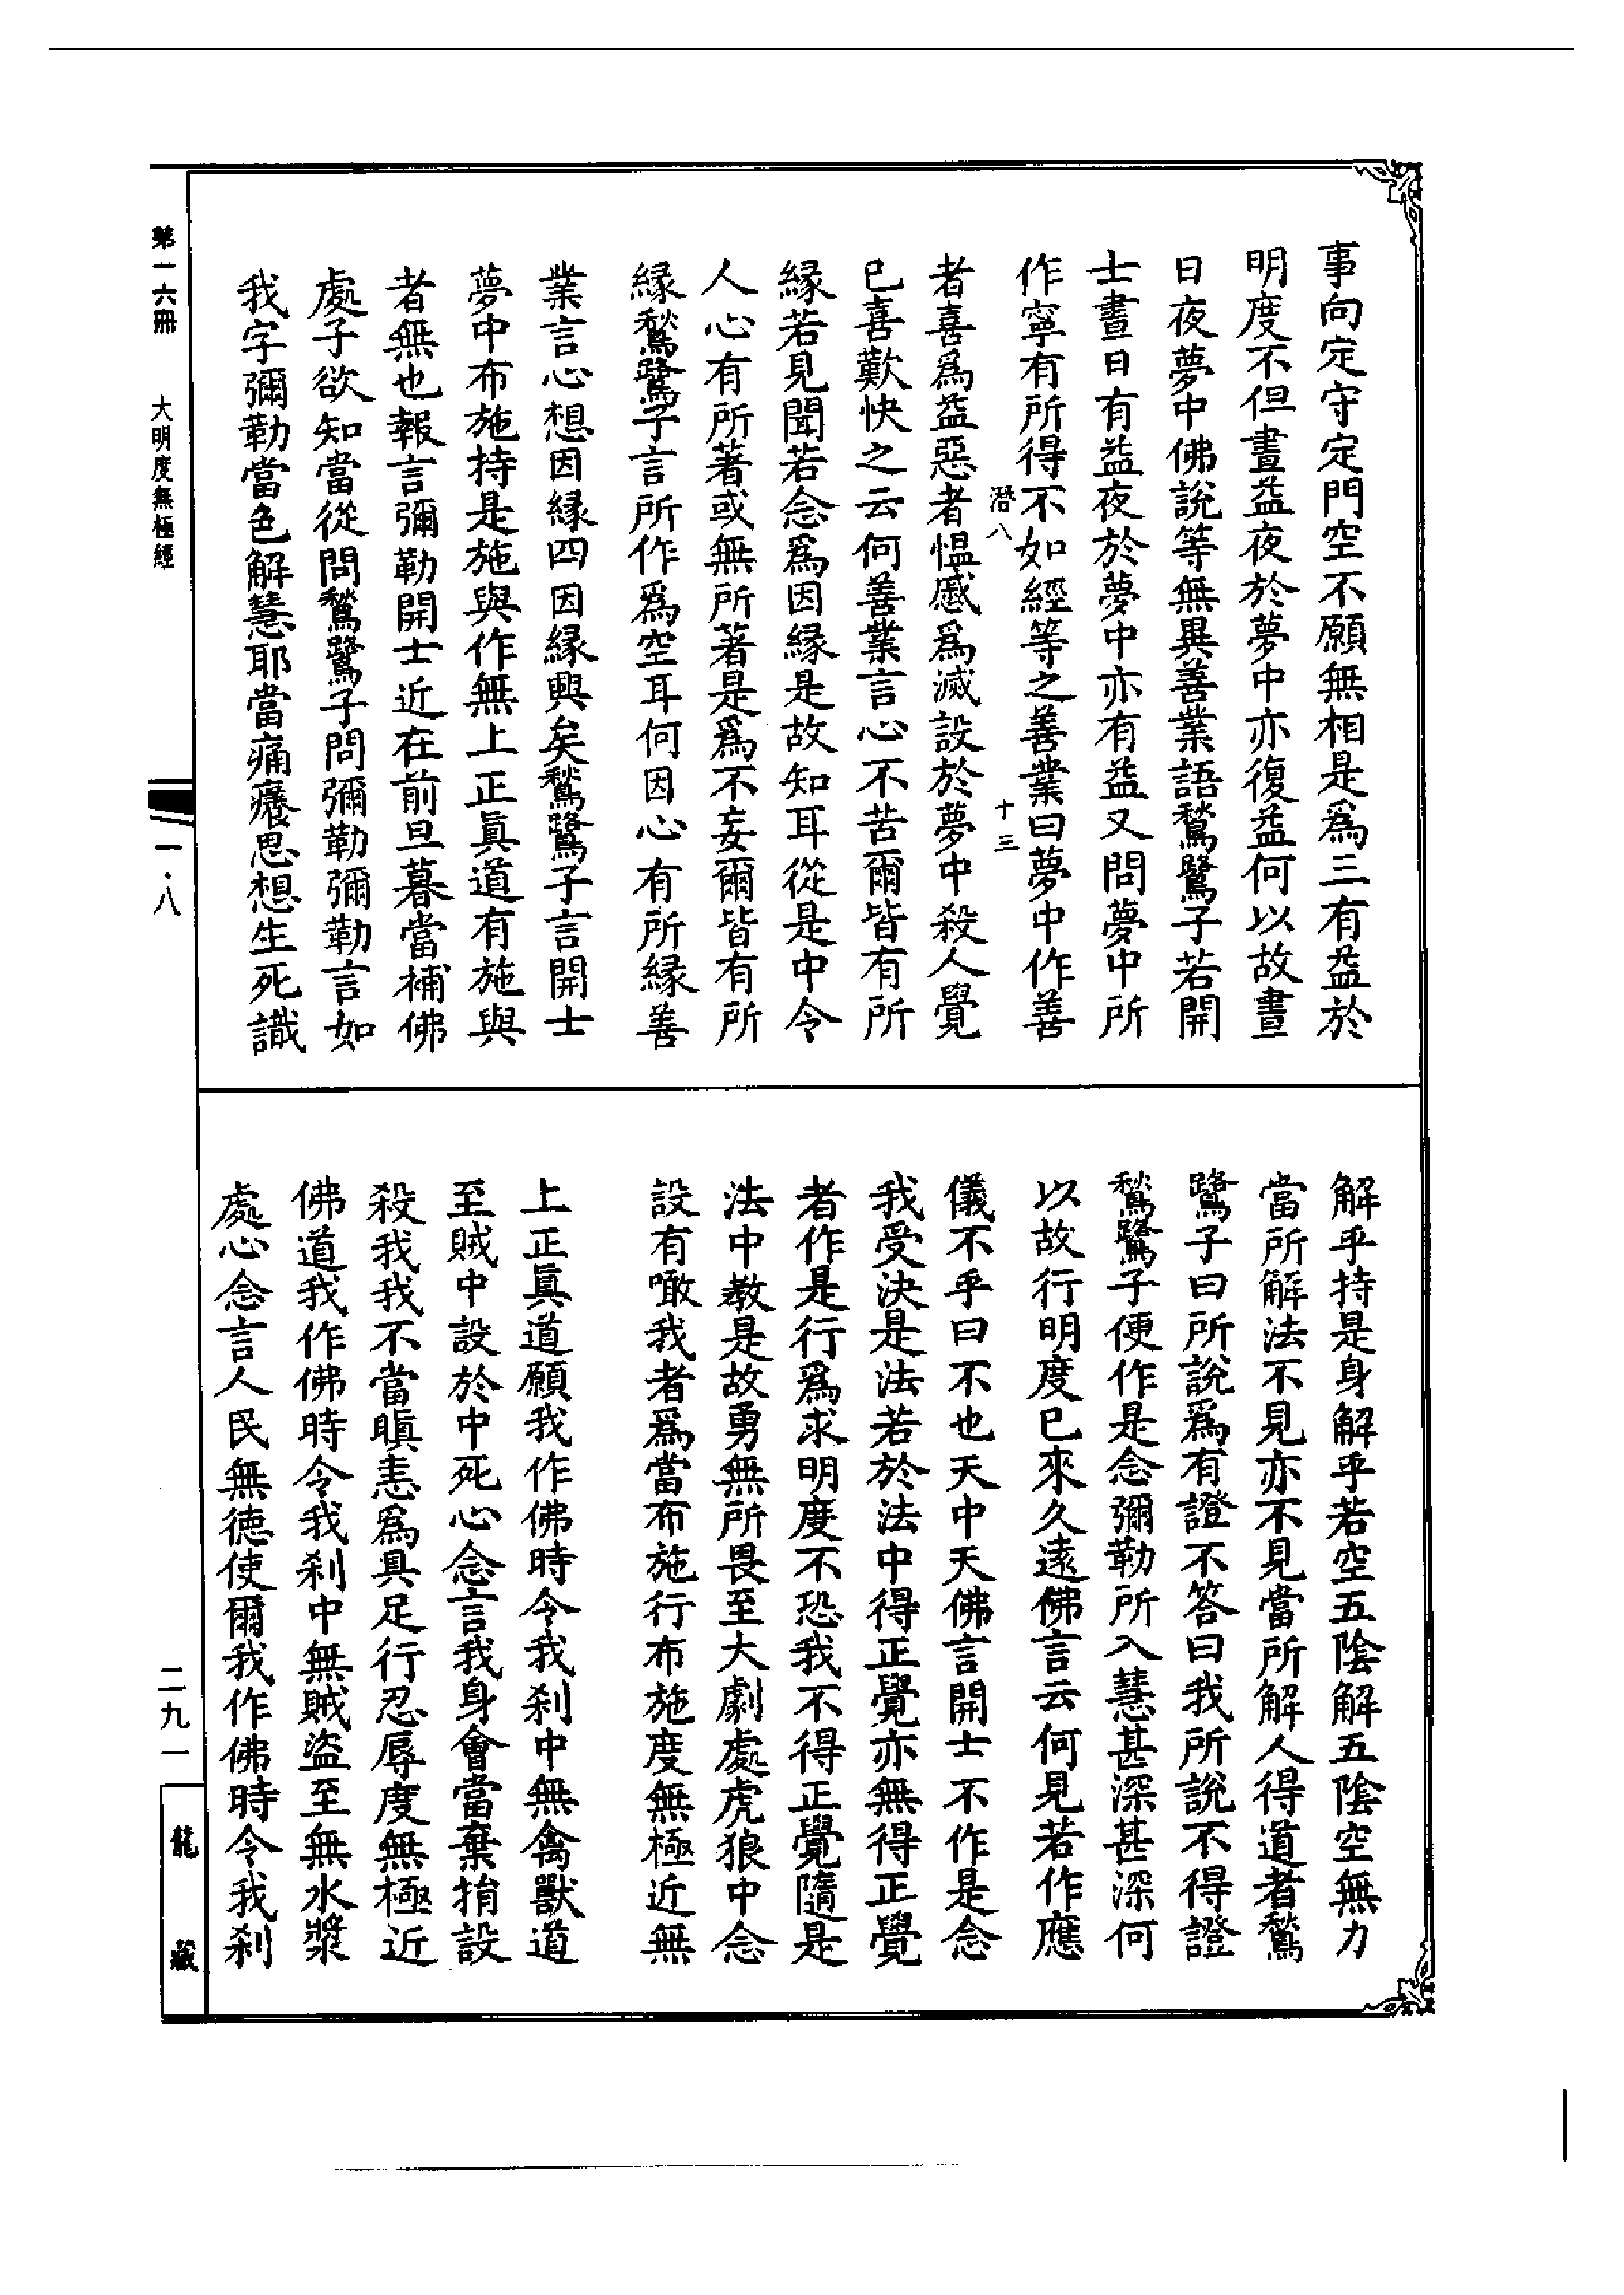 事向定守定門空不願無相是爲三有益於
明度不但晝益夜於夢中亦復益何以故晝
日夜夢中佛說等無異善業語鶖鷺子若開
士晝日有益夜於夢中亦有益又問夢中所
作寧有所得不如經等之善業曰夢中作善
潛八
十三
者喜爲益惡者愠慼爲滅設於夢中殺人覺
已喜歎快之云何善業言心不苦爾皆有所
緣若見聞若念爲因緣是故知耳從是中令
人心有所著或無所著是爲不妄爾皆有所
緣鶖鷺子言所作爲空耳何因心有所緣善
業言心想因緣四因緣興矣鶖鷺子言開士
夢中布施持是施與作無上正眞道有施與
者無也報言彌勒開士近在前旦暮當補佛
處子欲知當從問鶖鷺子問彌勒彌勒言如
我字彌勒當色解慧耶當痛癢思想生死識
解乎持是身解乎若空五陰解五陰空無力
當所解法不見亦不見當所解人得道者鶖
鷺子曰所說爲有證不答曰我所說不得證
鶖鷺子便作是念彌勒所入慧甚深甚深何
以故行明度已來久遠佛言云何見若作應
儀不乎曰不也天中天佛言開士不作是念
我受決是法若於法中得正覺亦無得正覺
者作是行爲求明度不恐我不得正覺隨是
法中教是故勇無所畏至大劇處虎狼中念
設有噉我者爲當布施行布施度無極近無
上正眞道願我作佛時令我刹中無禽獸道
至賊中設於中死心念言我身會當棄捐設
殺我我不當瞋恚爲具足行忍辱度無極近
佛道我作佛時令我刹中無賊盜至無水漿
處心念言人民無德使爾我作佛時令我刹
第一六冊
大明度無極經
一·八
二九一
龍藏